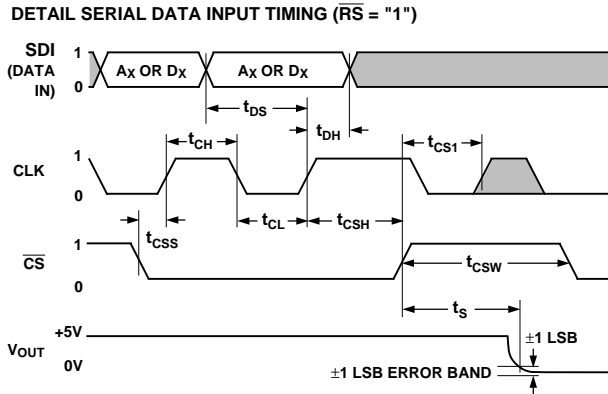 DETAIL SERIAL DATA INPUT TIMING (RS = "1")
SDI
(DATA
IN)
1
0
AX OR DX
AX OR DX
tDS
tDH
tCH
tCS1
CLK
1
0
tCSS
tCL
tCSH
CS
1
0
tCSW
tS
VOUT
+5V
0V
±1 LSB
±1 LSB ERROR BAND